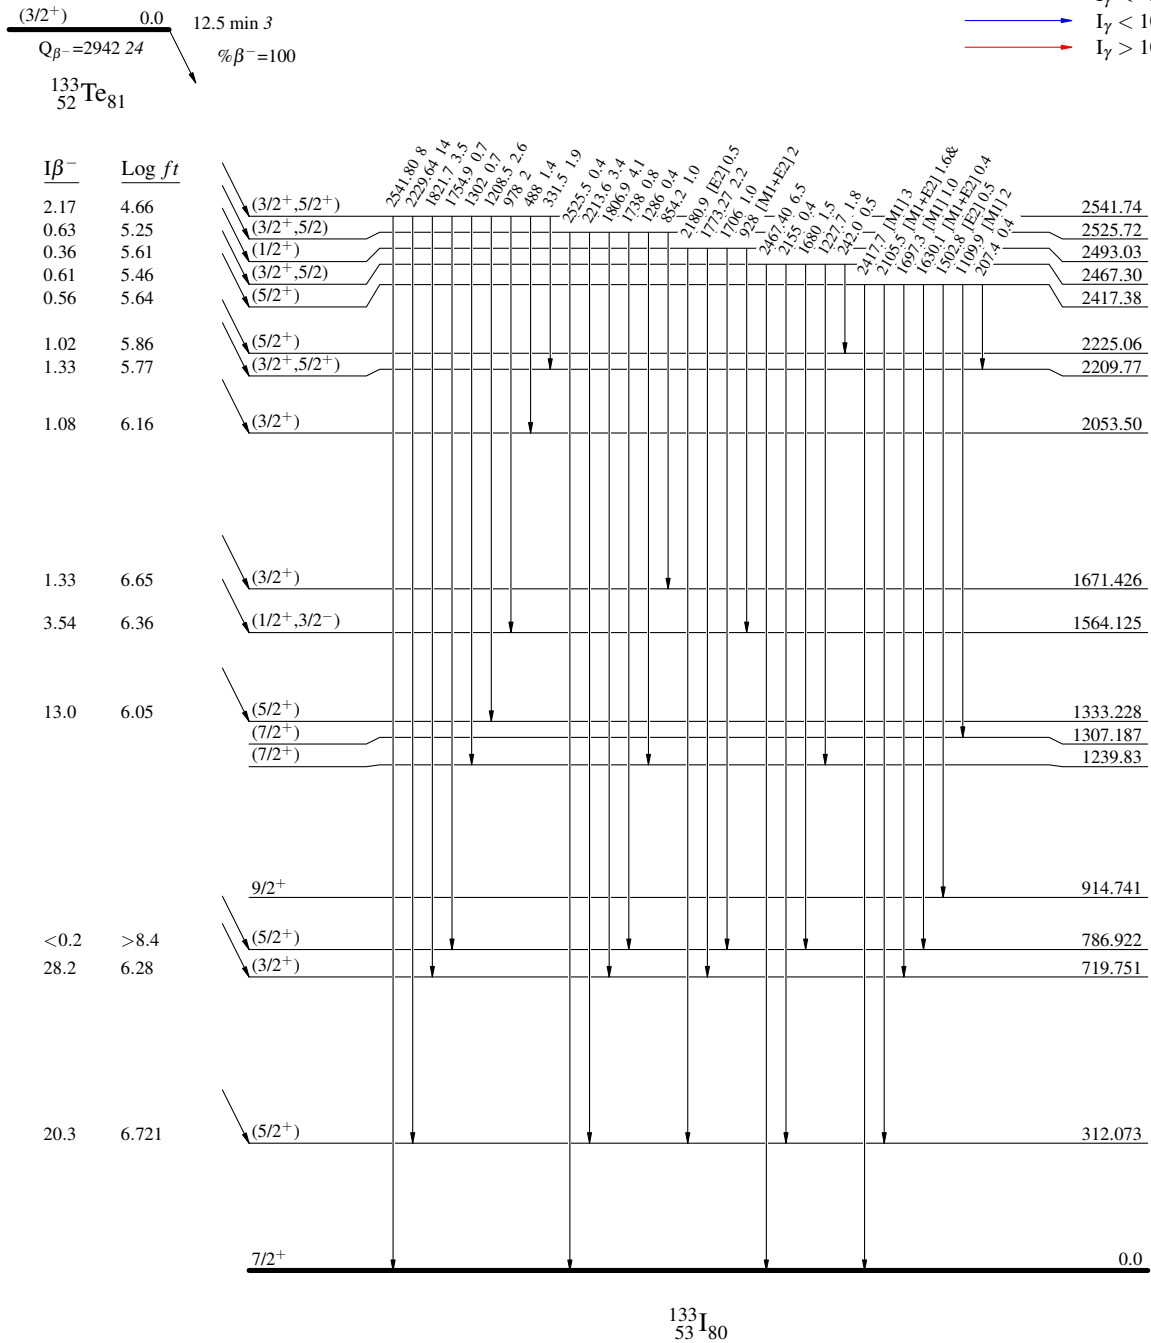 (3/2+) 0.0 12.5 min 3
Qβ−=2942 24 %β−=100
133 52 Te 81
Iγ < 10
Iγ > 10
Iβ− Log ft
2541.80 8
2229.64 14
1821.7 3.5
1754.9 0.7
1302 0.7
1208.5 2.6
978 2
488 1.4
331.5 1.9
2525.5 0.4
2213.6 3.4
1806.9 4.1
1738 0.8
1286 0.4
854.2 1.0
2180.9 [E2] 0.5
1773.27 2.2
1706 1.0
928 [M1+E2] 2
2467.40 6.5
2155 0.4
1680 1.5
1227.7 1.8
242.0 0.5
2417.7 [M1] 3
2105.5 [M1+E2] 1.6&
1697.3 [M1] 1.0
1630.1 [M1+E2] 0.4
1502.8 [E2] 0.5
1109.9 [M1] 2
207.4 0.4
2.17 4.66 (3/2+,5/2+) 2541.74
0.63 5.25 (3/2+,5/2) 2525.72
0.36 5.61 (1/2+) 2493.03
0.61 5.46 (3/2+,5/2) 2467.30
0.56 5.64 (5/2+) 2417.38
1.02 5.86 (5/2+) 2225.06
1.33 5.77 (3/2+,5/2+) 2209.77
1.08 6.16 (3/2+) 2053.50
1.33 6.65 (3/2+) 1671.426
3.54 6.36 (1/2+,3/2−) 1564.125
13.0 6.05 (5/2+) 1333.228
(7/2+) 1307.187
(7/2+) 1239.83
9/2+ 914.741
<0.2 >8.4 (5/2+) 786.922
28.2 6.28 (3/2+) 719.751
20.3 6.721 (5/2+) 312.073
7/2+ 0.0
133 53 I 80